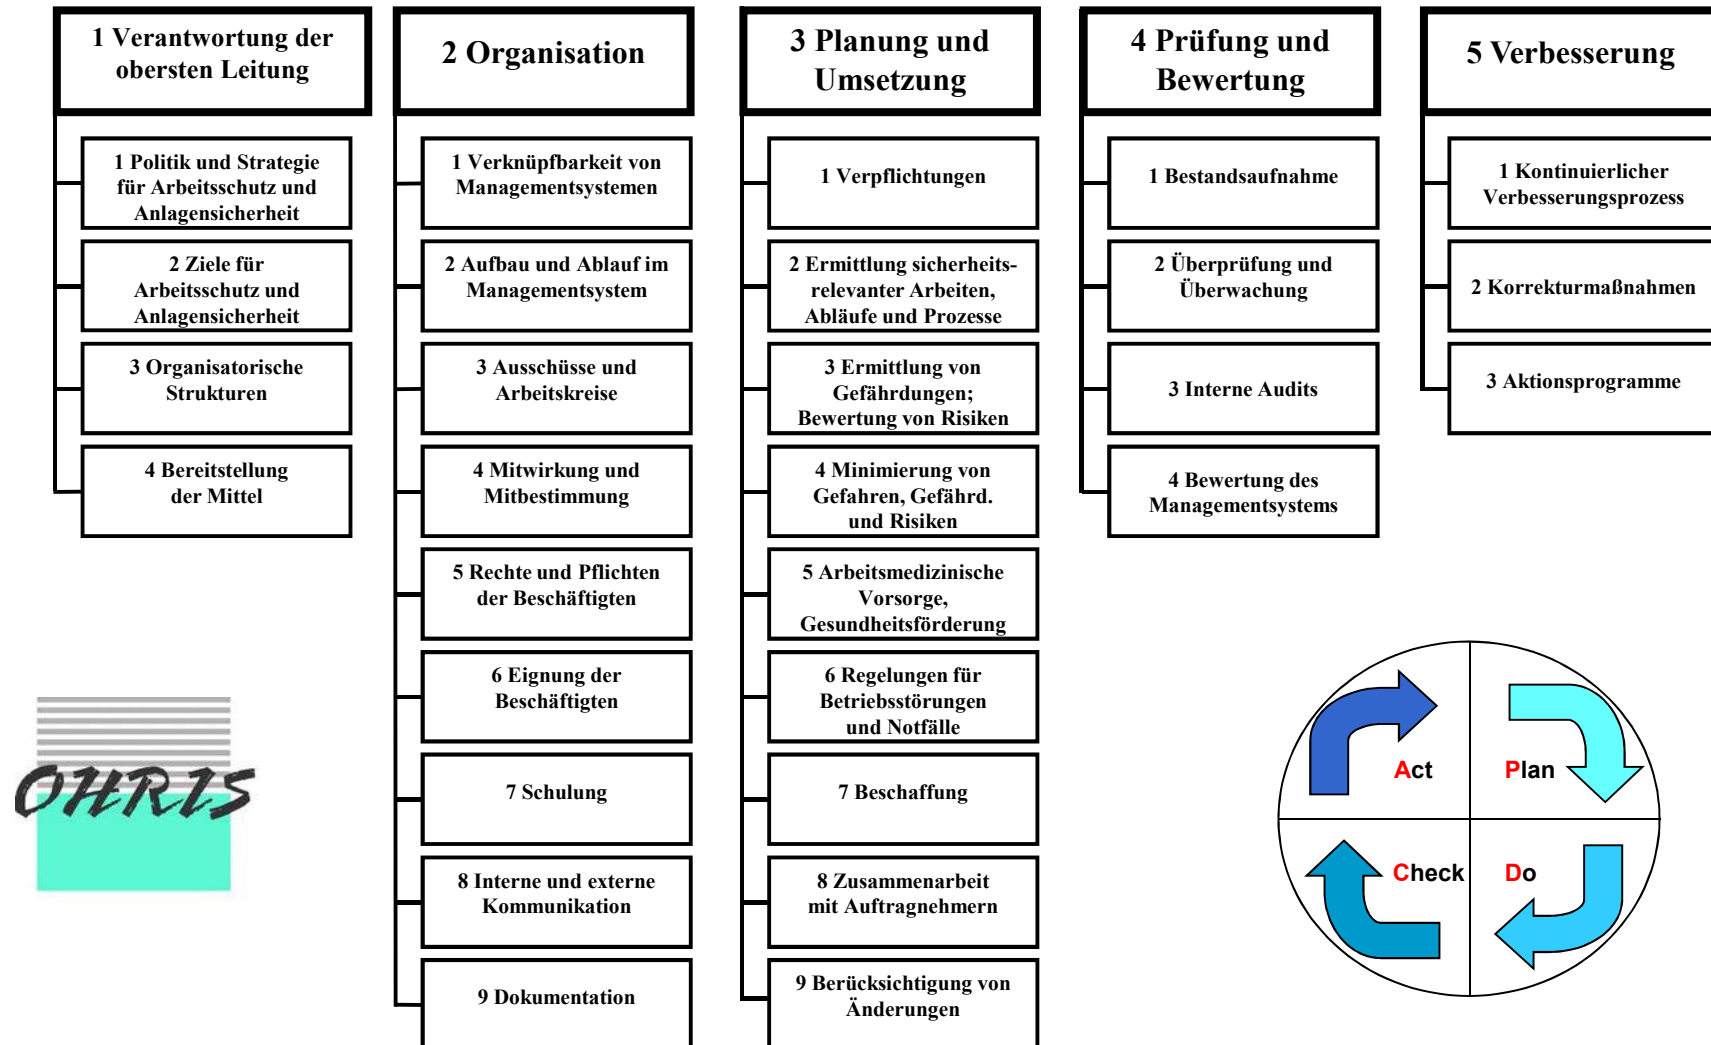 1 Verantwortung der
obersten Leitung
1 Politik und Strategie
für Arbeitsschutz und
Anlagensicherheit
2 Ziele für
Arbeitsschutz und
Anlagensicherheit
3 Organisatorische
Strukturen
4 Bereitstellung
der Mittel
2 Organisation
1 Verknüpfbarkeit von
Managementsystemen
2 Aufbau und Ablauf im
Managementsystem
3 Ausschüsse und
Arbeitskreise
4 Mitwirkung und
Mitbestimmung
5 Rechte und Pflichten
der Beschäftigten
6 Eignung der
Beschäftigten
7 Schulung
8 Interne und externe
Kommunikation
9 Dokumentation
3 Planung und
Umsetzung
1 Verpflichtungen
2 Ermittlung sicherheits-
relevanter Arbeiten,
Abläufe und Prozesse
3 Ermittlung von
Gefährdungen;
Bewertung von Risiken
4 Minimierung von
Gefahren, Gefährd.
und Risiken
5 Arbeitsmedizinische
Vorsorge,
Gesundheitsförderung
6 Regelungen für
Betriebsstörungen
und Notfälle
7 Beschaffung
8 Zusammenarbeit
mit Auftragnehmern
9 Berücksichtigung von
Änderungen
4 Prüfung und
Bewertung
1 Bestandsaufnahme
2 Überprüfung und
Überwachung
3 Interne Audits
4 Bewertung des
Managementsystems
5 Verbesserung
1 Kontinuierlicher
Verbesserungsprozess
2 Korrekturmaßnahmen
3 Aktionsprogramme
OHRIS
Act
Plan
Check
Do